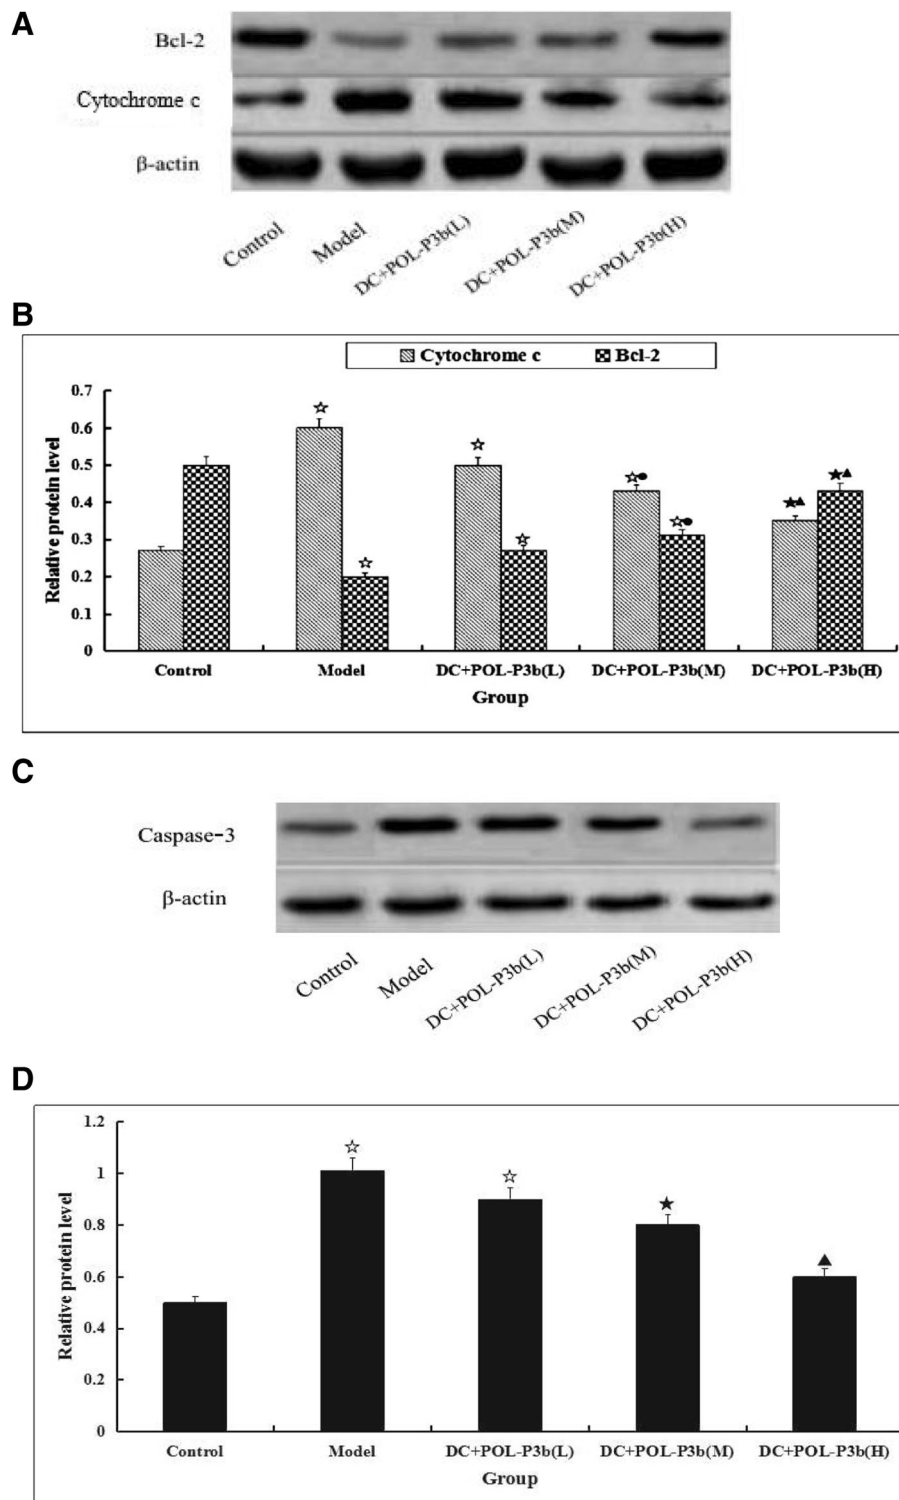 A
Bcl-2
Cytochrome c
β-actin
Control
Model
DC+POL-P3b(L)
DC+POL-P3b(M)
DC+POL-P3b(H)
B
Cytochrome c
Bcl-2
0.7
0.6
0.5
0.4
0.3
0.2
0.1
0
Relative protein level
Control
Model
DC+POL-P3b(L)
DC+POL-P3b(M)
DC+POL-P3b(H)
Group
C
Caspase-3
β-actin
Control
Model
DC+POL-P3b(L)
DC+POL-P3b(M)
DC+POL-P3b(H)
D
1.2
1
0.8
0.6
0.4
0.2
0
Relative protein level
Control
Model
DC+POL-P3b(L)
DC+POL-P3b(M)
DC+POL-P3b(H)
Group